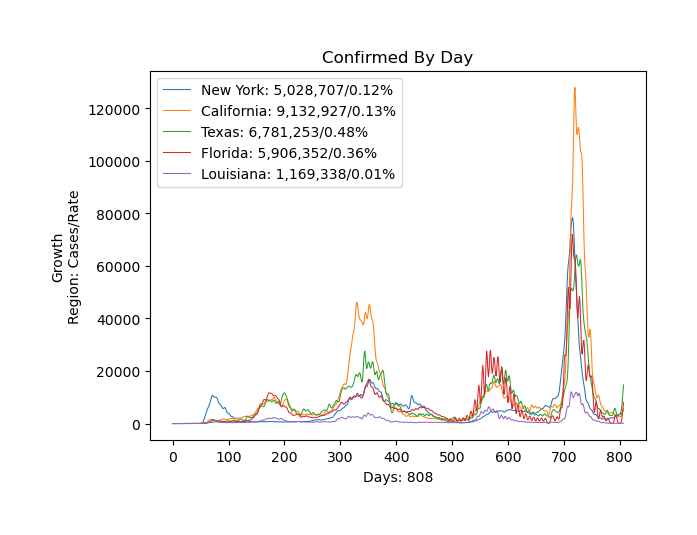 Confirmed By Day
New York: 5,028,707/0.12%
California: 9,132,927/0.13%
Texas: 6,781,253/0.48%
Florida: 5,906,352/0.36%
Louisiana: 1,169,338/0.01%
Growth
Region: Cases/Rate
120000
100000
80000
60000
40000
20000
0
0 100 200 300 400 500 600 700 800
Days: 808